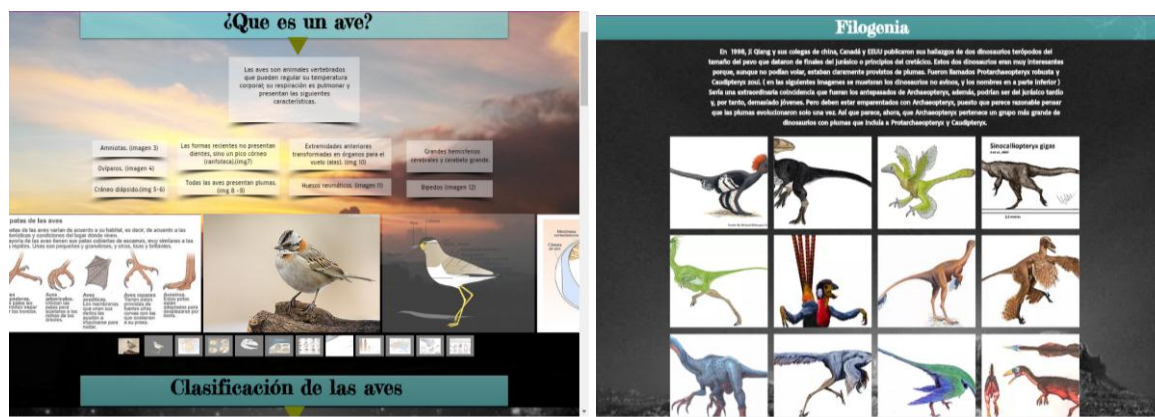 ¿Que es un ave?
Las aves son animales vertebrados
que pueden regular su temperatura
corporal; su respiración es pulmonar y
presentan las siguientes
características.
Amniotas. (imagen 3)
Ovíparos. (imagen 4)
Cráneo diápsido.(img 5-6)
Las formas recientes no presentan
dientes, sino un pico córneo
(ranfoteca).(img7)
Todas las aves presentan plumas.
(img 8 -9)
Extremidades anteriores
transformadas en órganos para el
vuelo (alas). (img 10)
Huesos neumáticos. (imagen 11)
Grandes hemisferios
cerebrales y cerebelo grande.
Bípedos (imagen 12)
patas de las aves
Clasificación de las aves
Filogenia
En 1998, Ji Qiang y sus colegas de china, Canadá y EEUU publicaron sus hallazgos de dos dinosaurios terópodos del
tamaño del pavo que dataron de finales del jurásico o principios del cretácico. Estos dos dinosaurios eran muy interesantes
porque, aunque no podían volar, estaban claramente provistos de plumas. Fueron llamados Protarchaeopteryx robusta y
Caudipteryx zoui. ( en las siguientes imagenes se muestran los dinosaurios no avinos, y los nombres en a parte inferior )
Sería una extraordinaria coincidencia que fueran los antepasados de Archaeopteryx, además, podrían ser del jurásico tardío
y, por tanto, demasiado jóvenes. Pero deben estar emparentados con Archaeopteryx, puesto que parece razonable pensar
que las plumas evolucionaron solo una vez. Así que parece, ahora, que Archaeopteryx pertenece un grupo más grande de
dinosaurios con plumas que incluía a Protarchaeopteryx y Caudipteryx.
Sinocalliopteryx gigas